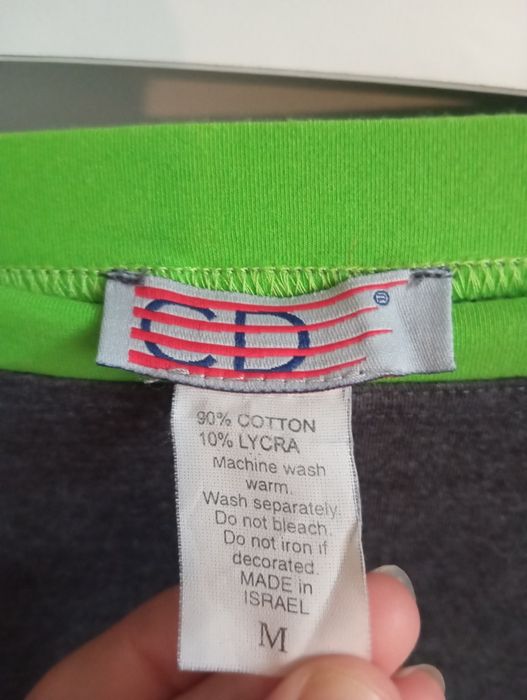 CD ®
90% COTTON
10% LYCRA
Machine wash
warm.
Wash separately.
Do not bleach.
Do not iron if
decorated.
MADE in
ISRAEL
M